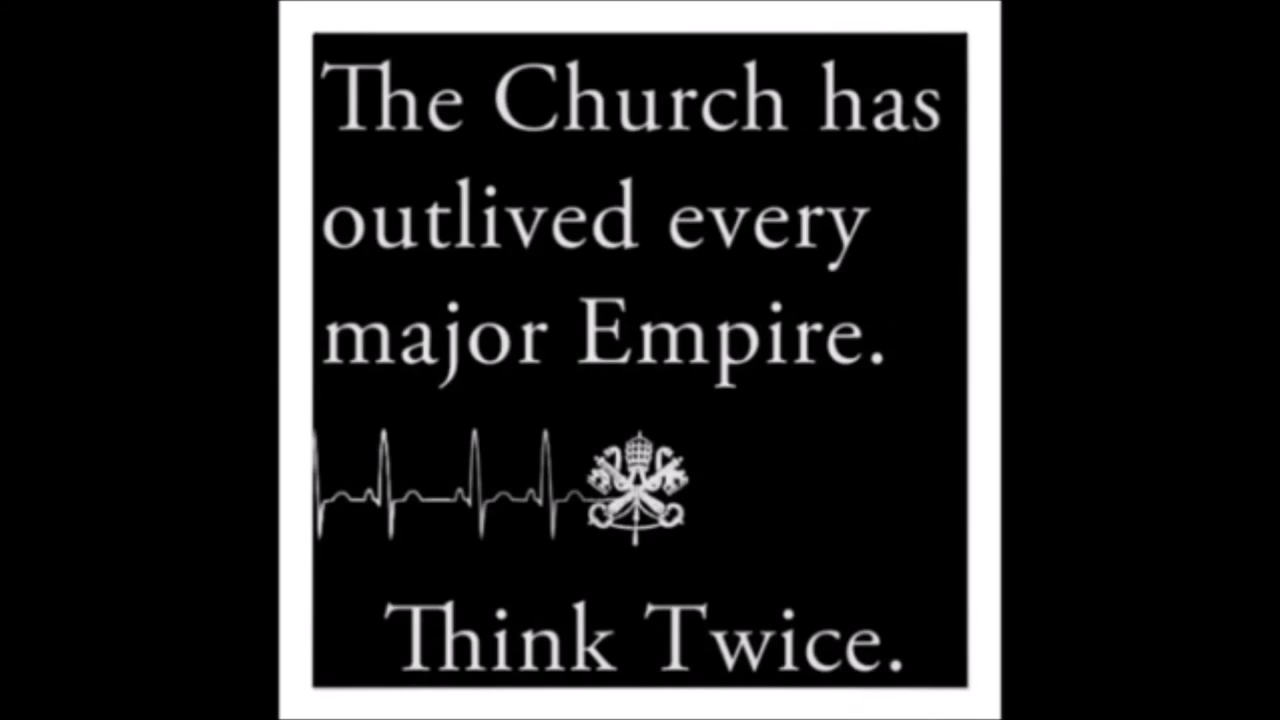 The Church has
outlived every
major Empire.
Think Twice.